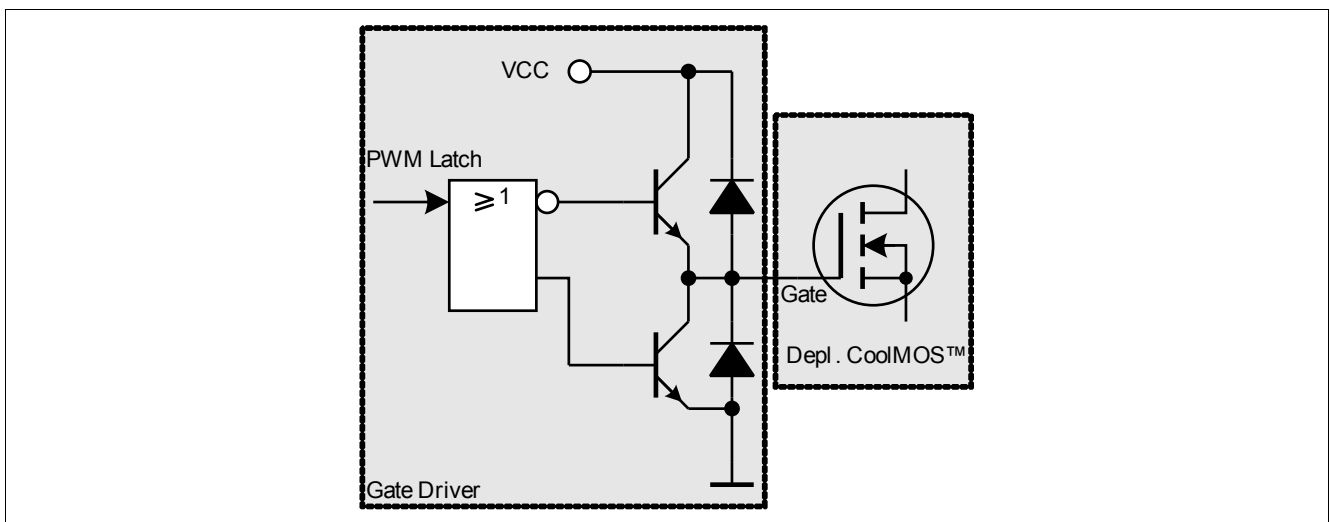 VCC
PWM Latch
≥1
Gate
Depl. CoolMOS™
Gate Driver